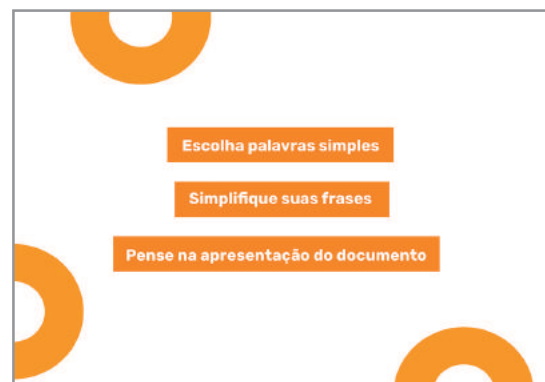 Escolha palavras simples
Simplifique suas frases
Pense na apresentação do documento